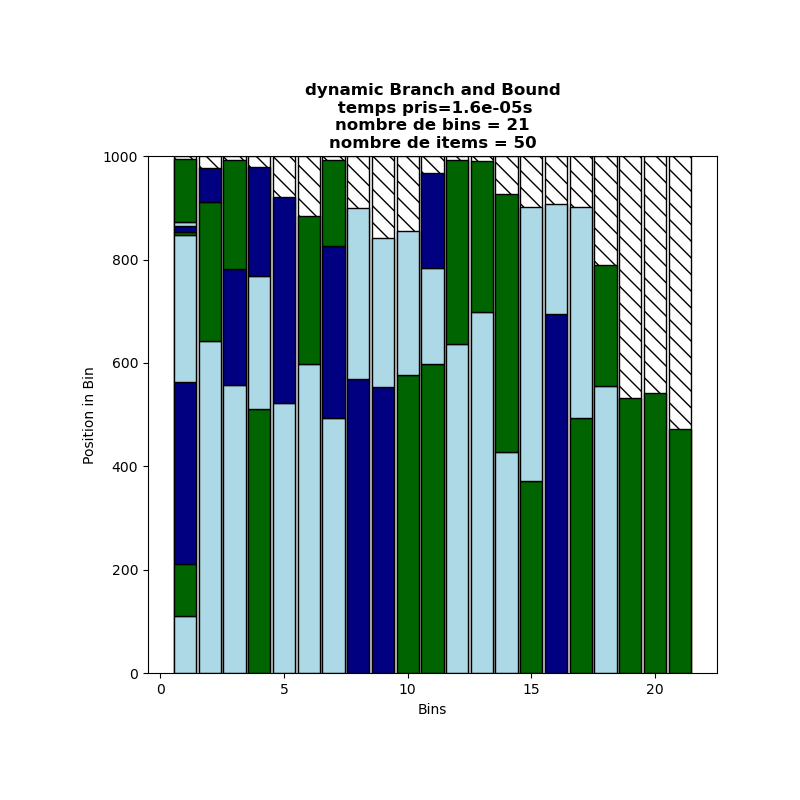 dynamic Branch and Bound
temps pris=1.6e-05s
nombre de bins = 21
nombre de items = 50
1000
800
600
400
200
0
Position in Bin
0 5 10 15 20
Bins